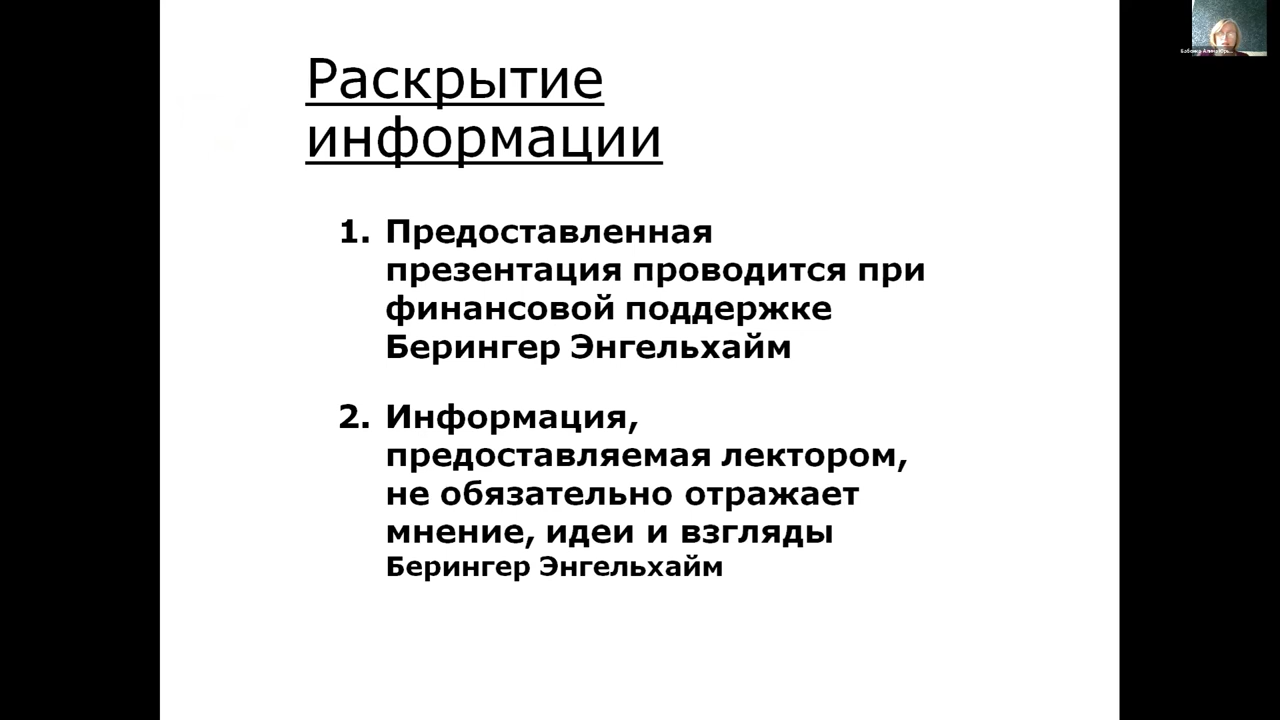 Раскрытие
информации
1. Предоставленная
презентация проводится при
финансовой поддержке
Берингер Энгельхайм
2. Информация,
предоставляемая лектором,
не обязательно отражает
мнение, идеи и взгляды
Берингер Энгельхайм